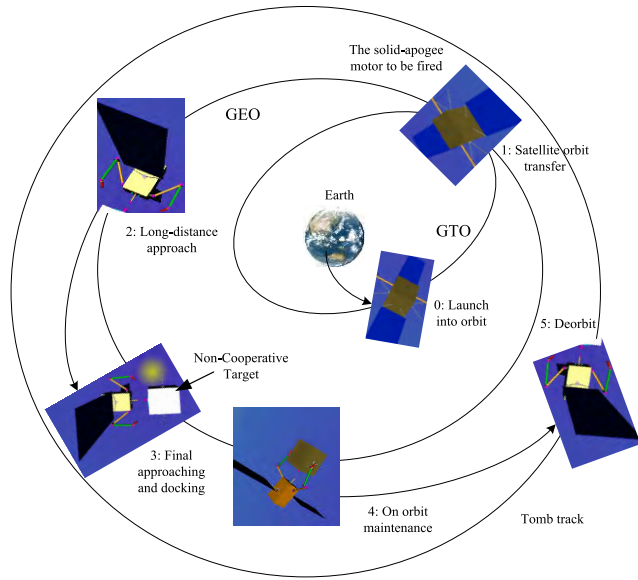 The solid-apogee
motor to be fired
GEO
1: Satellite orbit
transfer
Earth
2: Long-distance
approach
GTO
0: Launch
into orbit
5: Deorbit
Non-Cooperative
Target
3: Final
approaching
and docking
4: On orbit
maintenance
Tomb track